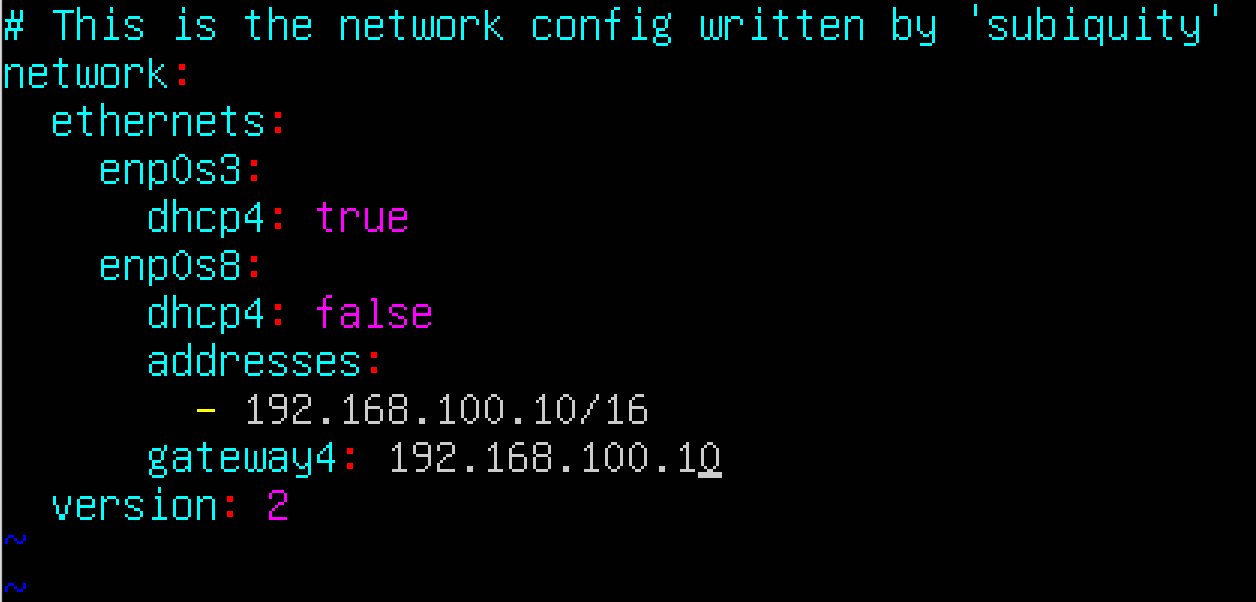 # This is the network config written by 'subiquity'
network:
  ethernets:
    enp0s3:
      dhcp4: true
    enp0s8:
      dhcp4: false
      addresses:
        - 192.168.100.10/16
      gateway4: 192.168.100.10
  version: 2
~
~